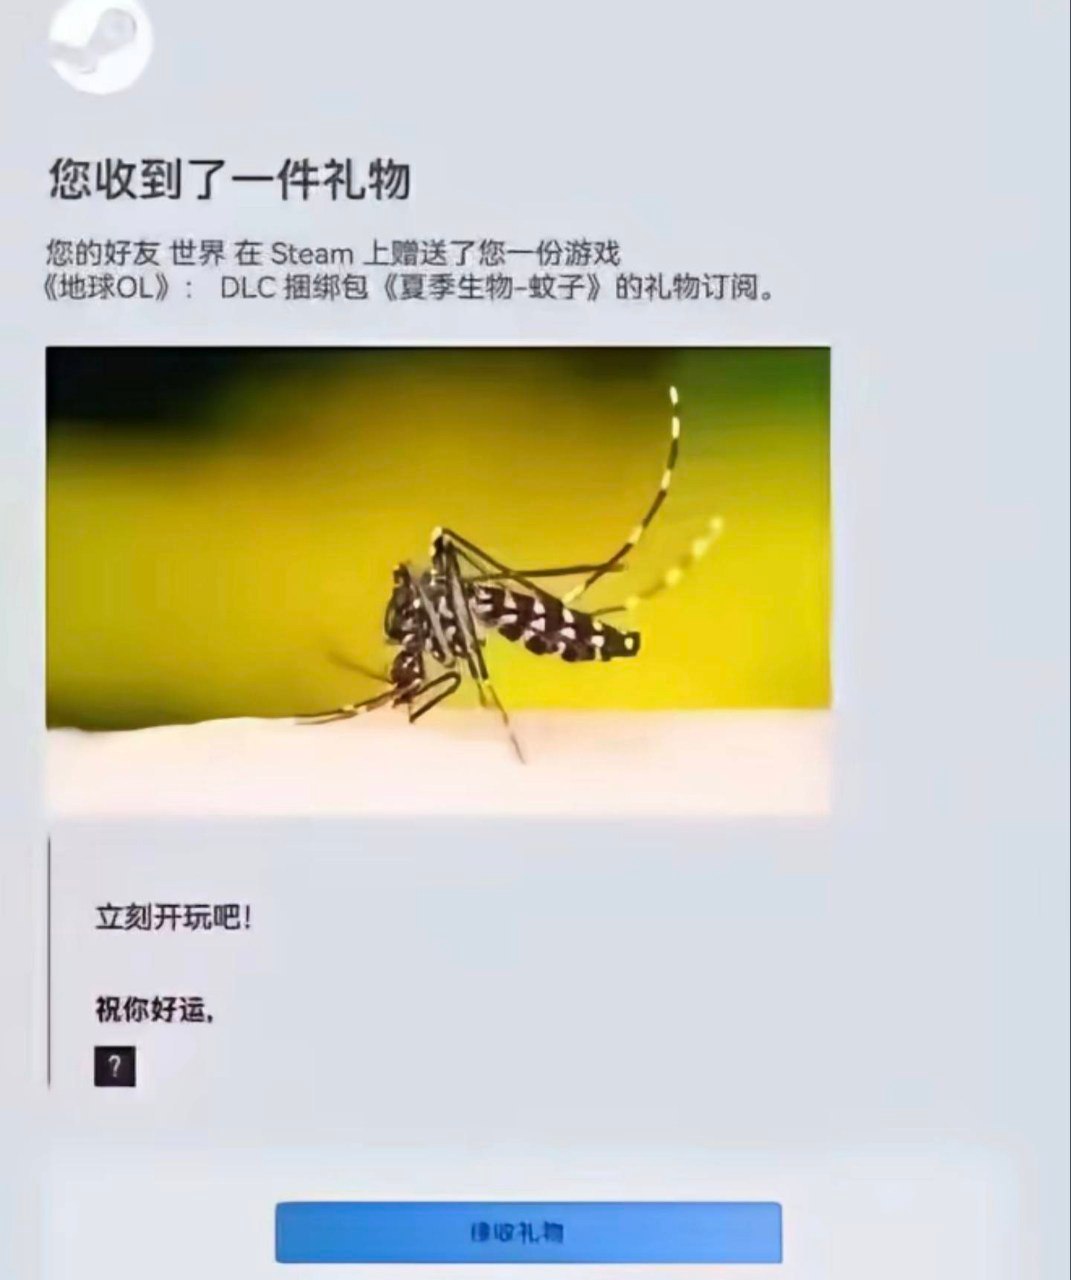 您收到了一件礼物
您的好友 世界 在 Steam 上赠送了您一份游戏
《地球OL》： DLC 捆绑包《夏季生物-蚊子》的礼物订阅。
立刻开玩吧！
祝你好运，
?
接收礼物